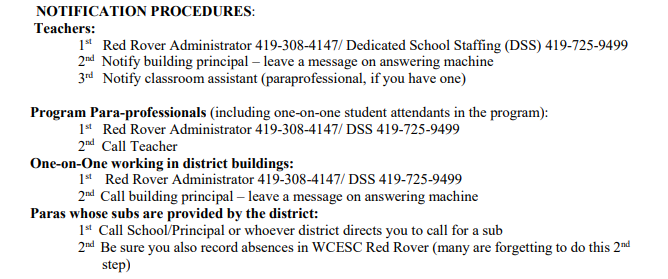 NOTIFICATION PROCEDURES:
Teachers:
1st Red Rover Administrator 419-308-4147/ Dedicated School Staffing (DSS) 419-725-9499
2nd Notify building principal – leave a message on answering machine
3rd Notify classroom assistant (paraprofessional, if you have one)
Program Para-professionals (including one-on-one student attendants in the program):
1st Red Rover Administrator 419-308-4147/ DSS 419-725-9499
2nd Call Teacher
One-on-One working in district buildings:
1st Red Rover Administrator 419-308-4147/ DSS 419-725-9499
2nd Call building principal – leave a message on answering machine
Paras whose subs are provided by the district:
1st Call School/Principal or whoever district directs you to call for a sub
2nd Be sure you also record absences in WCESC Red Rover (many are forgetting to do this 2nd
step)